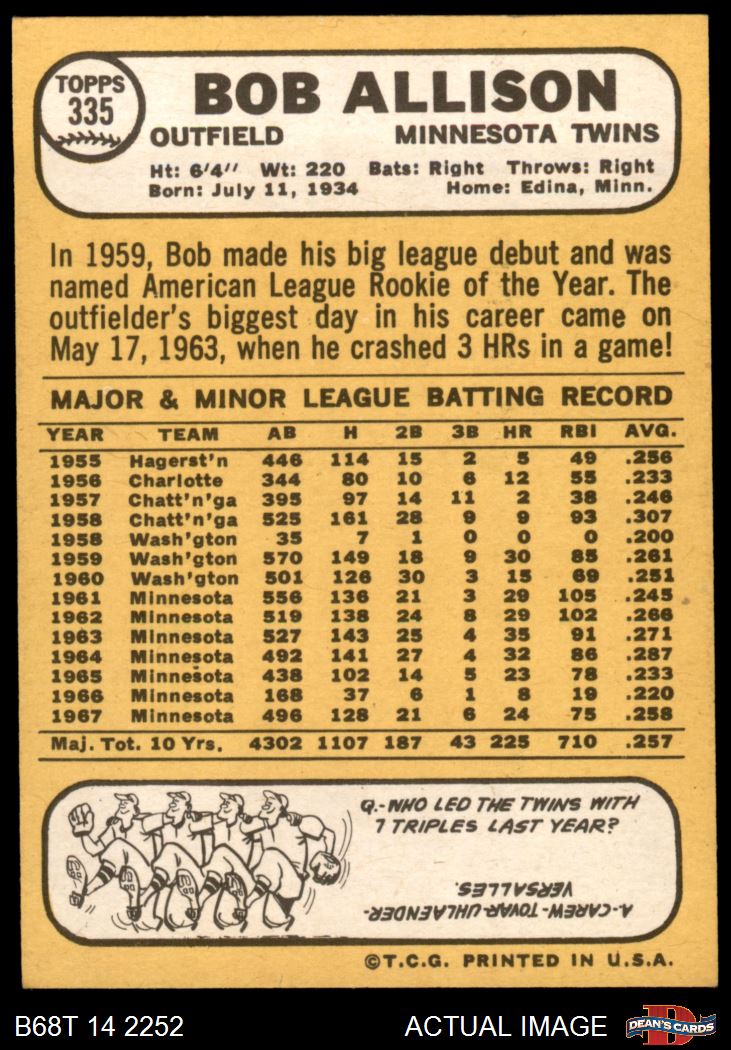 TOPPS
335
BOB ALLISON
OUTFIELD MINNESOTA TWINS
Ht: 6'4'' Wt: 220 Bats: Right Throws: Right
Born: July 11, 1934 Home: Edina, Minn.
In 1959, Bob made his big league debut and was
named American League Rookie of the Year. The
outfielder's biggest day in his career came on
May 17, 1963, when he crashed 3 HRs in a game!
MAJOR & MINOR LEAGUE BATTING RECORD
YEAR TEAM AB H 2B 3B HR RBI AVG.
1955 Hagerst'n 446 114 15 2 5 49 .256
1956 Charlotte 344 80 10 6 12 55 .233
1957 Chatt'n'ga 395 97 14 11 2 38 .246
1958 Chatt'n'ga 525 161 28 9 9 93 .307
1958 Wash'gton 35 7 1 0 0 0 .200
1959 Wash'gton 570 149 18 9 30 85 .261
1960 Wash'gton 501 126 30 3 15 69 .251
1961 Minnesota 556 136 21 3 29 105 .245
1962 Minnesota 519 138 24 8 29 102 .266
1963 Minnesota 527 143 25 4 35 91 .271
1964 Minnesota 492 141 27 4 32 86 .287
1965 Minnesota 438 102 14 5 23 78 .233
1966 Minnesota 168 37 6 1 8 19 .220
1967 Minnesota 496 128 21 6 24 75 .258
Maj. Tot. 10 Yrs. 4302 1107 187 43 225 710 .257
Q.-WHO LED THE TWINS WITH
7 TRIPLES LAST YEAR?
A.-CAREW-TOVAR-UHLAENDER-
VERSALLES.
©T.C.G. PRINTED IN U.S.A.
B68T 14 2252 ACTUAL IMAGE
DEAN'S CARDS